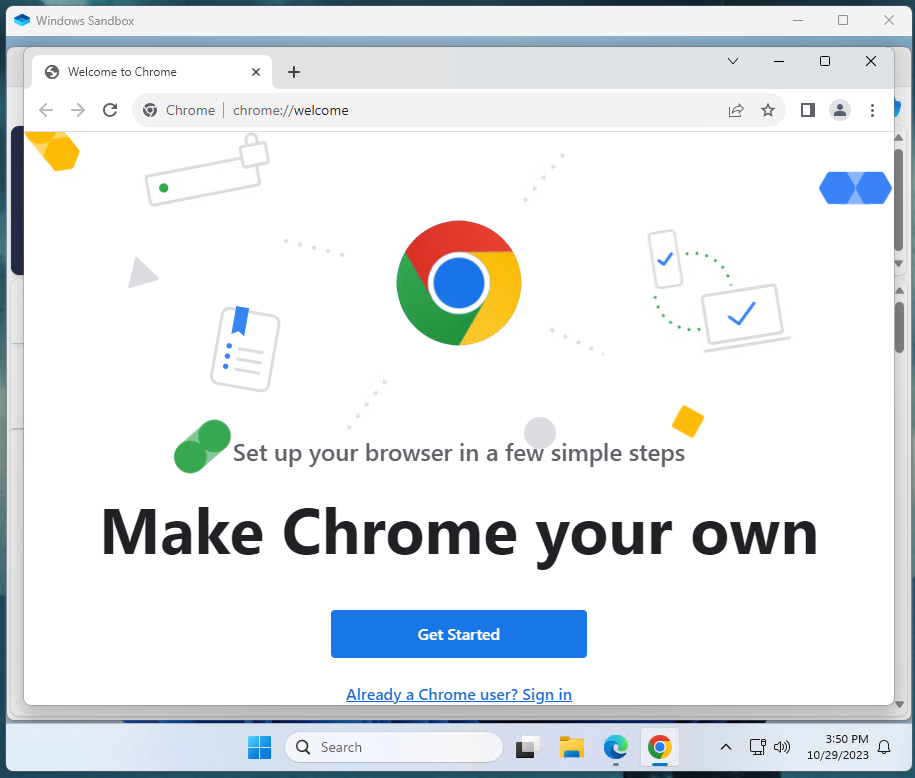 Windows Sandbox
Welcome to Chrome
Chrome chrome://welcome
Set up your browser in a few simple steps
Make Chrome your own
Get Started
Already a Chrome user? Sign in
Search
3:50 PM
10/29/2023